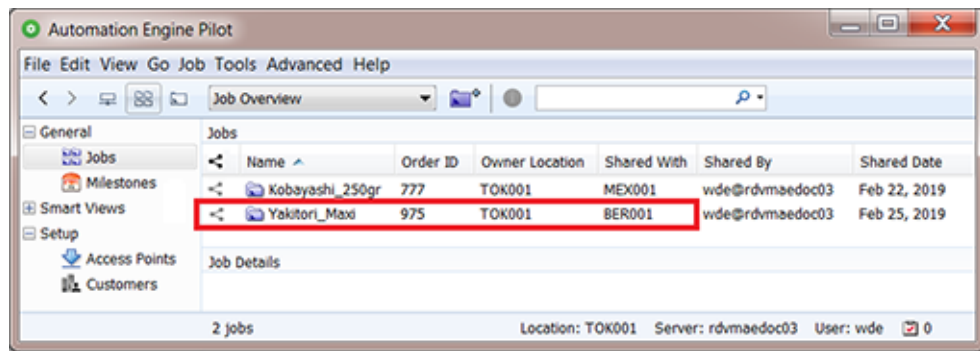 Automation Engine Pilot
File Edit View Go Job Tools Advanced Help
Job Overview
General
Jobs
Milestones
Smart Views
Setup
Access Points
Customers
Jobs
Name Order ID Owner Location Shared With Shared By Shared Date
Kobayashi_250gr 777 TOK001 MEX001 wde@rdvmaedoc03 Feb 22, 2019
Yakitori_Maxi 975 TOK001 BER001 wde@rdvmaedoc03 Feb 25, 2019
Job Details
2 jobs Location: TOK001 Server: rdvmaedoc03 User: wde 0